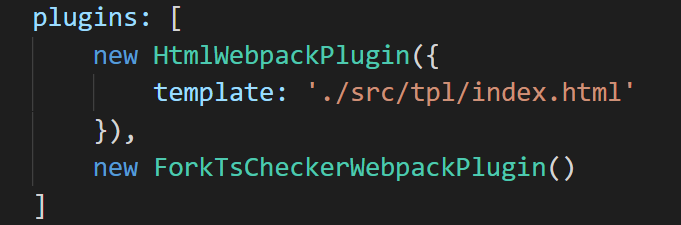 plugins: [
    new HtmlWebpackPlugin({
        template: './src/tpl/index.html'
    }),
    new ForkTsCheckerWebpackPlugin()
]